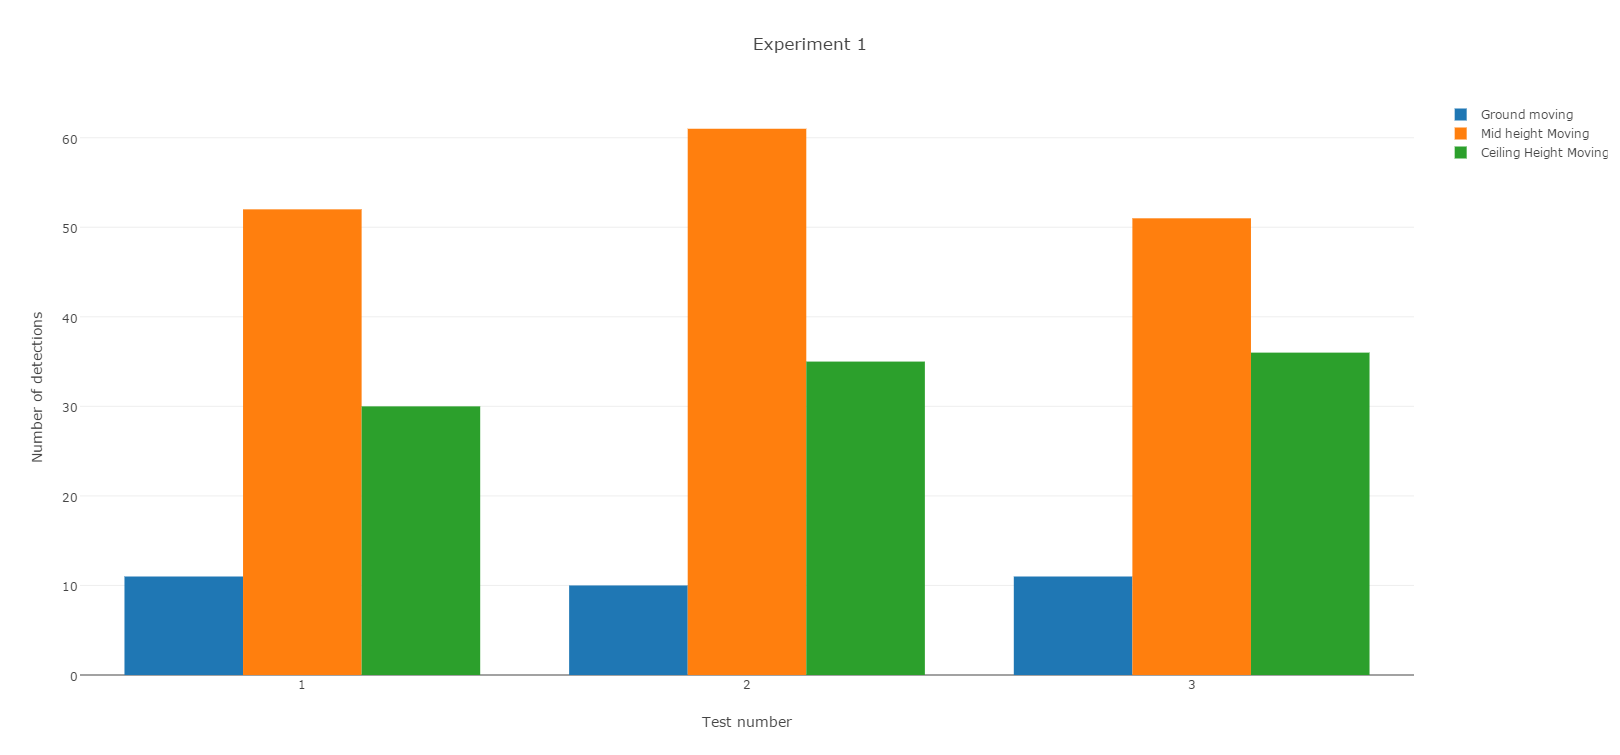 Experiment 1
Ground moving
Mid height Moving
Ceiling Height Moving
60
50
40
30
20
10
0
Number of detections
1
2
3
Test number